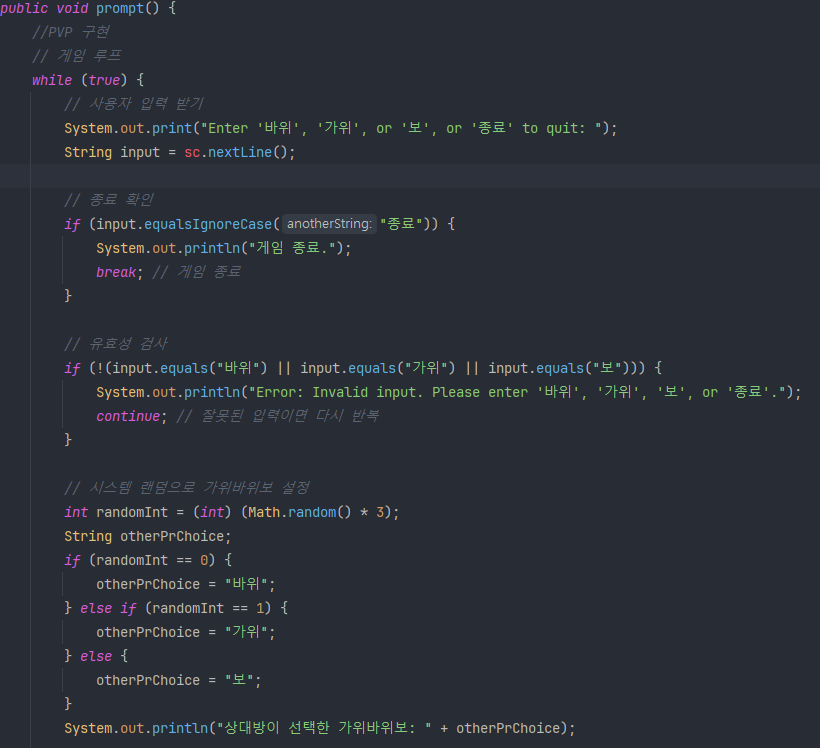 public void prompt() {
//PVP 구현
// 게임 루프
while (true) {
// 사용자 입력 받기
System.out.print("Enter '바위', '가위', or '보', or '종료' to quit: ");
String input = sc.nextLine();
// 종료 확인
if (input.equalsIgnoreCase( anotherString: "종료")) {
System.out.println("게임 종료.");
break; // 게임 종료
}
// 유효성 검사
if (!(input.equals("바위") || input.equals("가위") || input.equals("보"))) {
System.out.println("Error: Invalid input. Please enter '바위', '가위', '보', or '종료'.");
continue; // 잘못된 입력이면 다시 반복
}
// 시스템 랜덤으로 가위바위보 설정
int randomInt = (int) (Math.random() * 3);
String otherPrChoice;
if (randomInt == 0) {
otherPrChoice = "바위";
} else if (randomInt == 1) {
otherPrChoice = "가위";
} else {
otherPrChoice = "보";
}
System.out.println("상대방이 선택한 가위바위보: " + otherPrChoice);